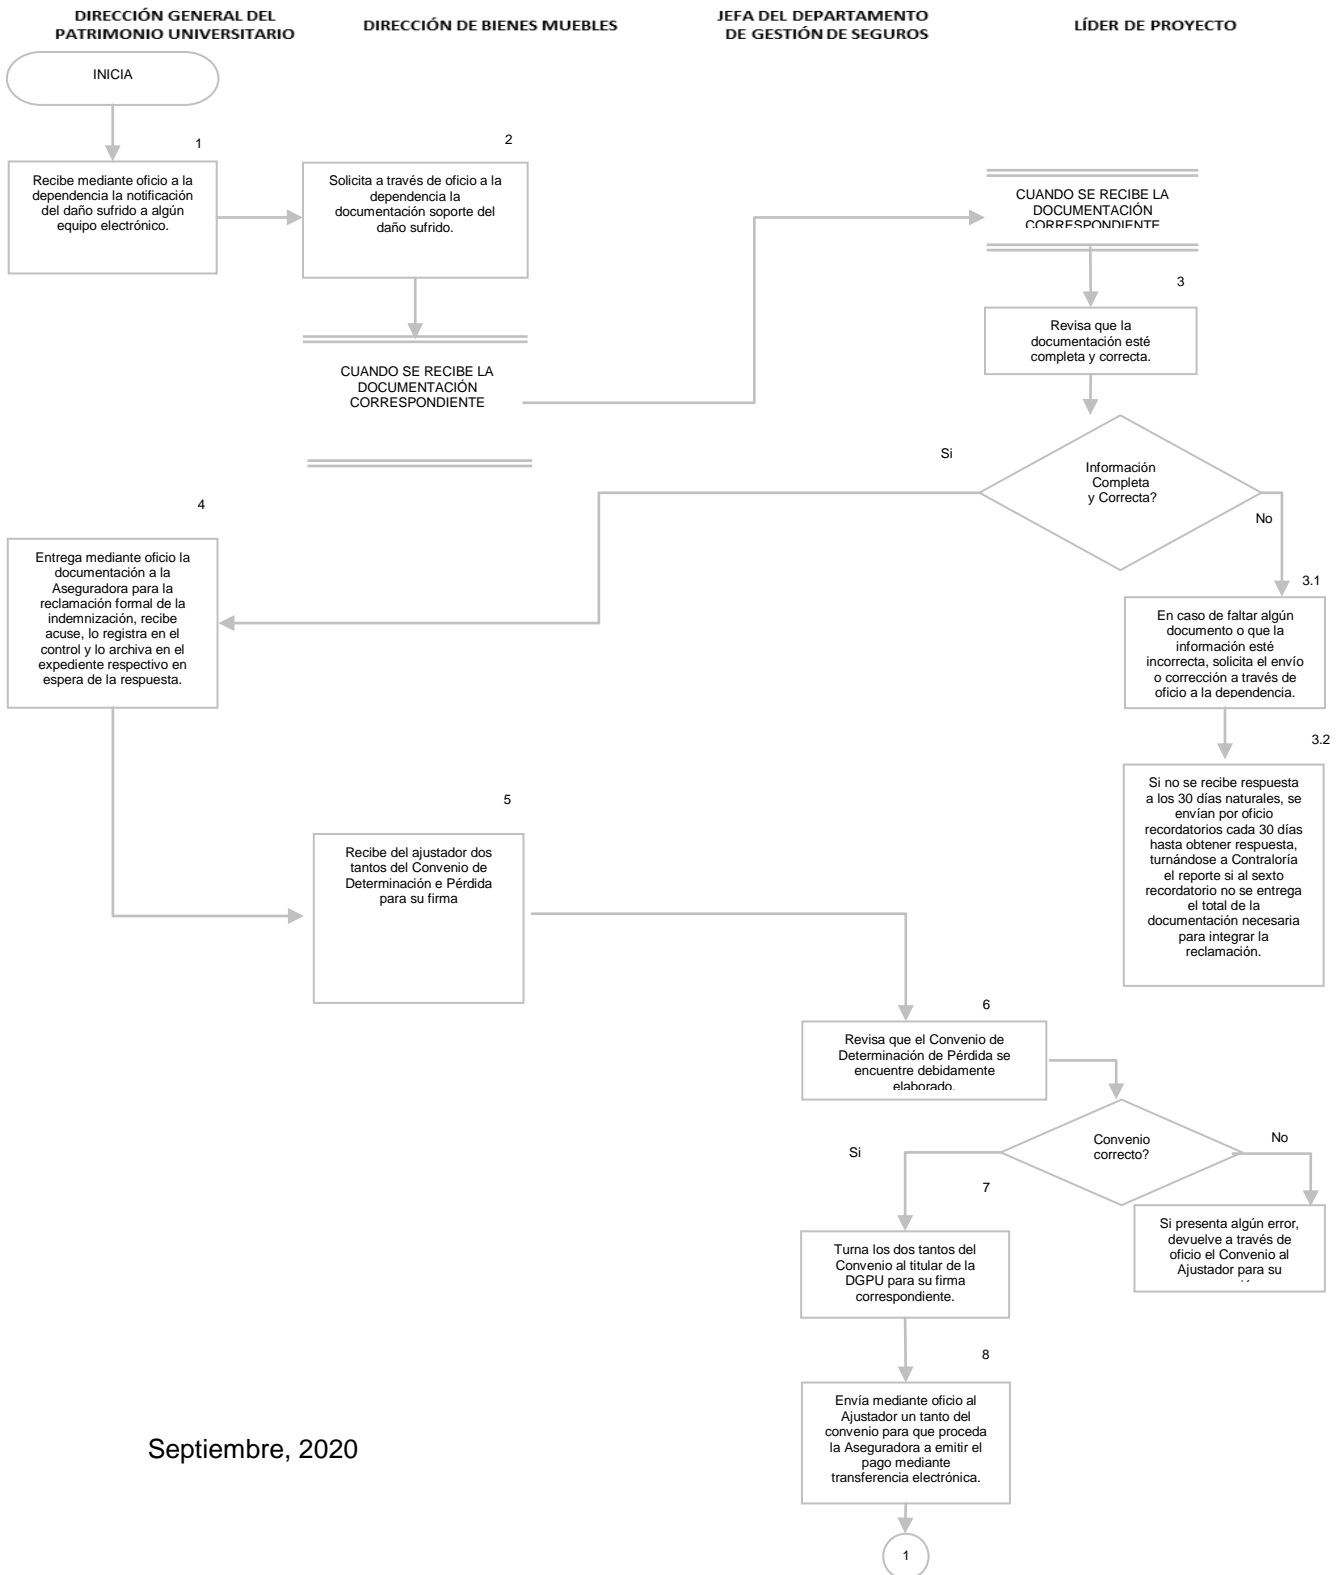 DIRECCIÓN GENERAL DEL
PATRIMONIO UNIVERSITARIO
DIRECCIÓN DE BIENES MUEBLES
JEFA DEL DEPARTAMENTO
DE GESTIÓN DE SEGUROS
LÍDER DE PROYECTO
INICIA
1
Recibe mediante oficio a la
dependencia la notificación
del daño sufrido a algún
equipo electrónico.
2
Solicita a través de oficio a la
dependencia la
documentación soporte del
daño sufrido.
CUANDO SE RECIBE LA
DOCUMENTACIÓN
CORRESPONDIENTE
CUANDO SE RECIBE LA
DOCUMENTACIÓN
CORRESPONDIENTE
3
Revisa que la
documentación esté
completa y correcta.
Información
Completa
y Correcta?
Si
No
3.1
En caso de faltar algún
documento o que la
información esté
incorrecta, solicita el envío
o corrección a través de
oficio a la dependencia.
3.2
Si no se recibe respuesta
a los 30 días naturales, se
envían por oficio
recordatorios cada 30 días
hasta obtener respuesta,
turnándose a Contraloría
el reporte si al sexto
recordatorio no se entrega
el total de la
documentación necesaria
para integrar la
reclamación.
4
Entrega mediante oficio la
documentación a la
Aseguradora para la
reclamación formal de la
indemnización, recibe
acuse, lo registra en el
control y lo archiva en el
expediente respectivo en
espera de la respuesta.
5
Recibe del ajustador dos
tantos del Convenio de
Determinación e Pérdida
para su firma
6
Revisa que el Convenio de
Determinación de Pérdida se
encuentre debidamente
elaborado.
Convenio
correcto?
Si
No
Si presenta algún error,
devuelve a través de
oficio el Convenio al
Ajustador para su
7
Turna los dos tantos del
Convenio al titular de la
DGPU para su firma
correspondiente.
8
Envía mediante oficio al
Ajustador un tanto del
convenio para que proceda
la Aseguradora a emitir el
pago mediante
transferencia electrónica.
1
Septiembre, 2020